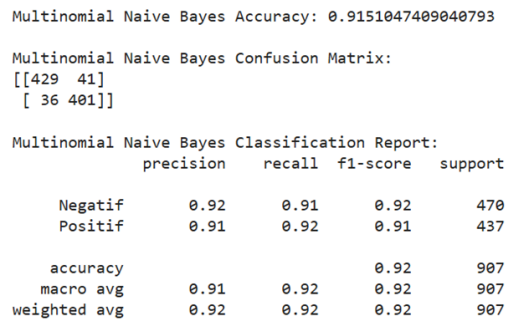 Multinomial Naive Bayes Accuracy: 0.9151047409040793
Multinomial Naive Bayes Confusion Matrix:
[[429  41]
 [ 36 401]]
Multinomial Naive Bayes Classification Report:
              precision    recall  f1-score   support
     Negatif       0.92      0.91      0.92       470
     Positif       0.91      0.92      0.91       437
    accuracy                           0.92       907
   macro avg       0.91      0.92      0.92       907
weighted avg       0.92      0.92      0.92       907